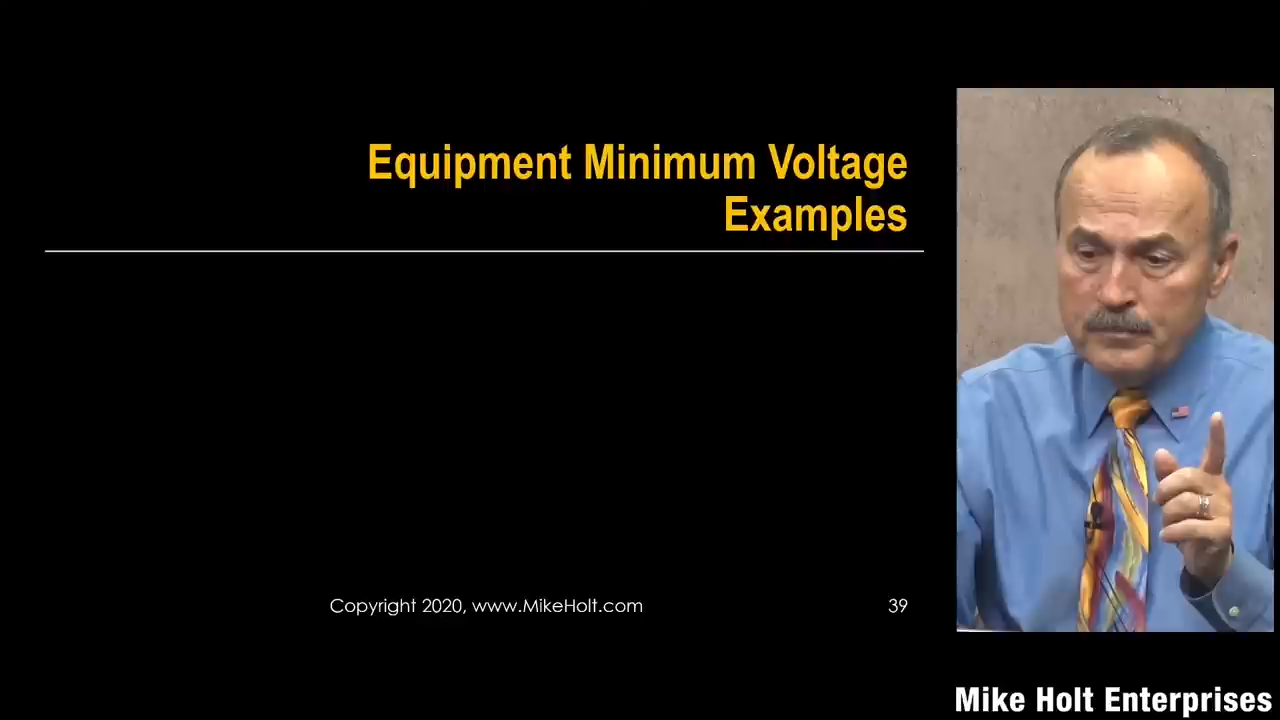 Equipment Minimum Voltage
Examples
Copyright 2020, www.MikeHolt.com
39
Mike Holt Enterprises